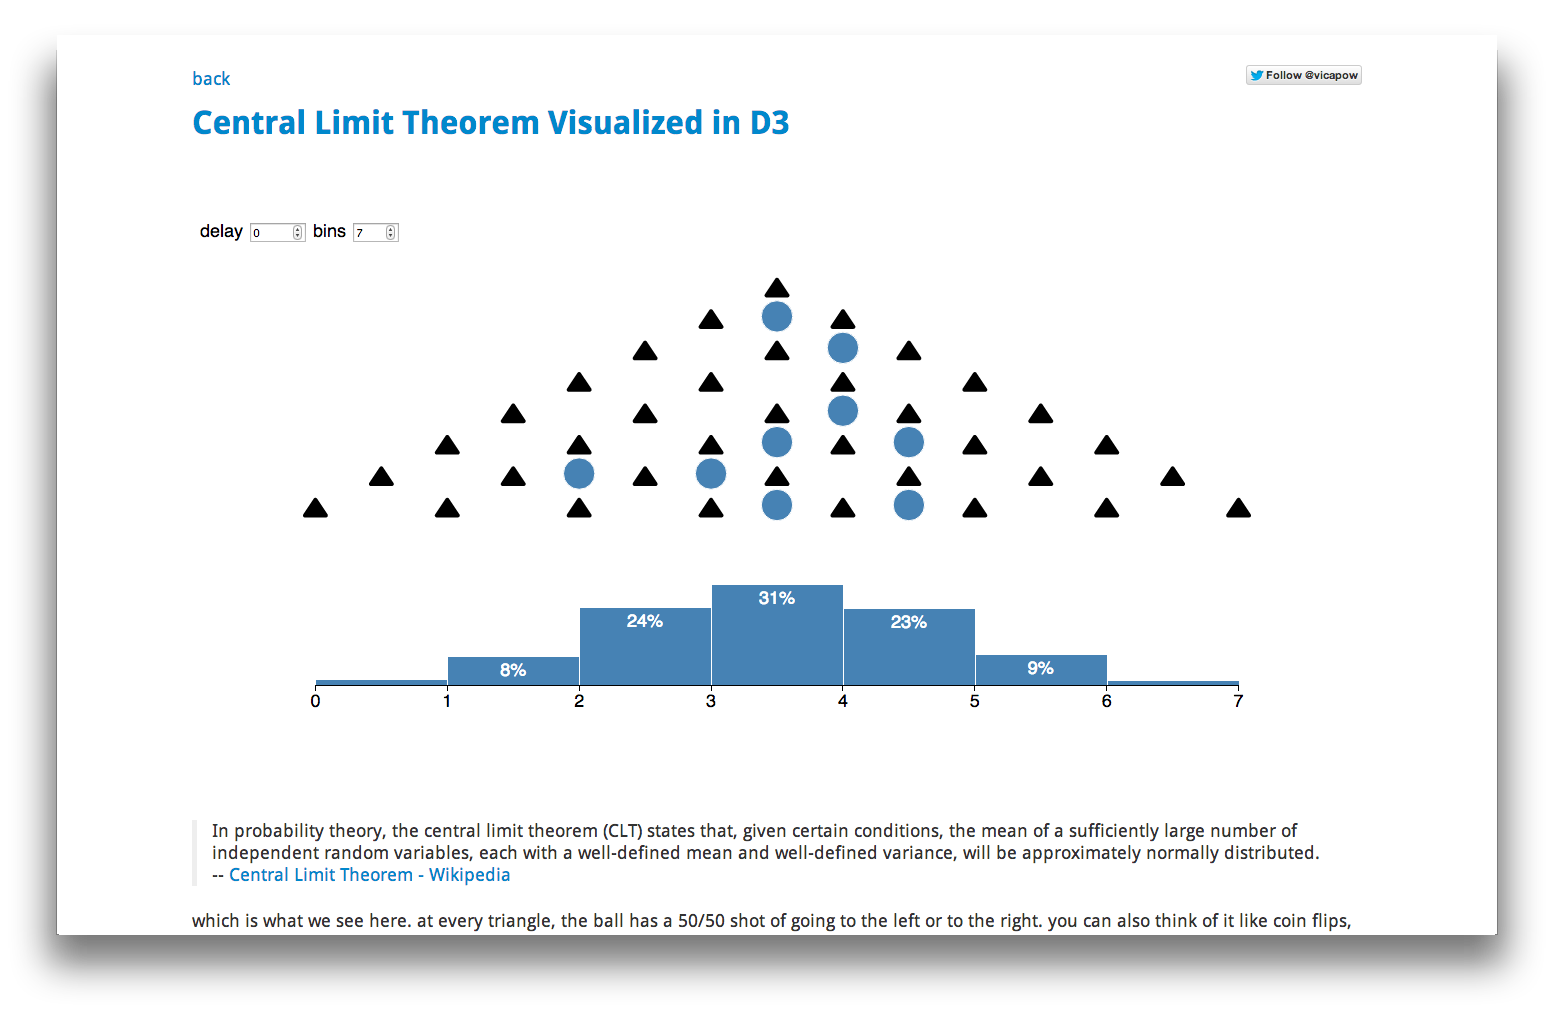 back
Follow @vicapow
Central Limit Theorem Visualized in D3
delay 0 bins 7
31%
24% 23%
8% 9%
0 1 2 3 4 5 6 7
In probability theory, the central limit theorem (CLT) states that, given certain conditions, the mean of a sufficiently large number of
independent random variables, each with a well-defined mean and well-defined variance, will be approximately normally distributed.
-- Central Limit Theorem - Wikipedia
which is what we see here. at every triangle, the ball has a 50/50 shot of going to the left or to the right. you can also think of it like coin flips,